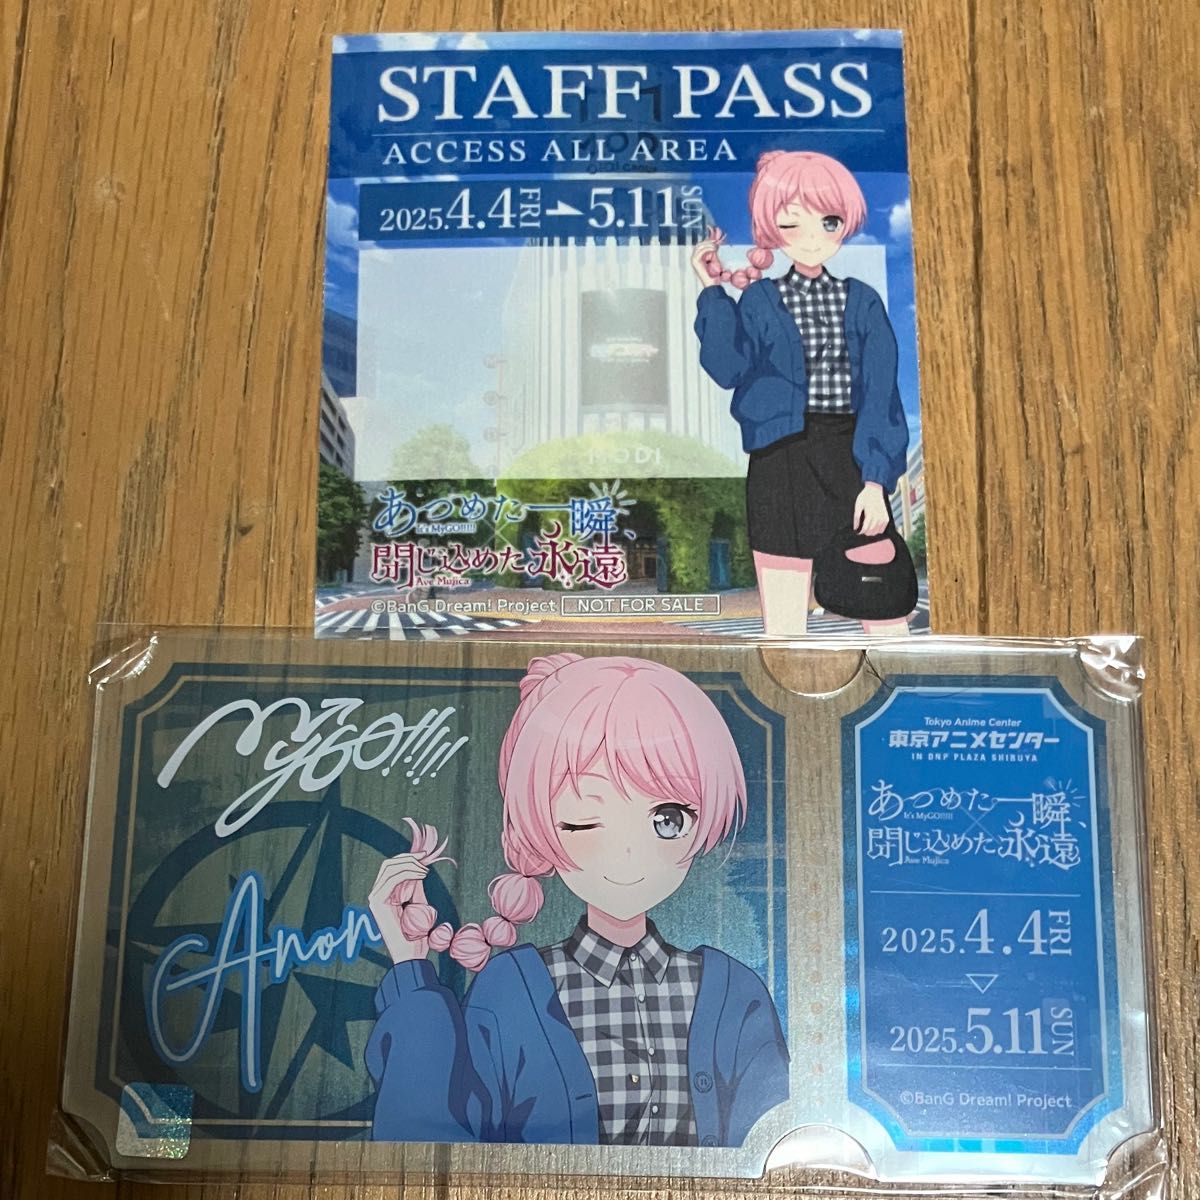 STAFF PASS
ACCESS ALL AREA
2025.4.4 FRI 5.11 SUN
MODI
あつめた一瞬、
It's MyGO!!!!!
×
閉じ込めた永遠
Ave Mujica
©BanG Dream! Project NOT FOR SALE
MyGO!!!!!
Anon
Tokyo Anime Center
東京アニメセンター
IN DNP PLAZA SHIBUYA
あつめた一瞬、
It's MyGO!!!!!
×
閉じ込めた永遠
Ave Mujica
2025.4.4 FRI
▽
2025.5.11 SUN
©BanG Dream! Project